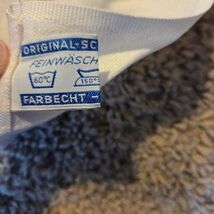 ORIGINAL-SC
FEINWÄSCH
60°C 150°
FARBECHT